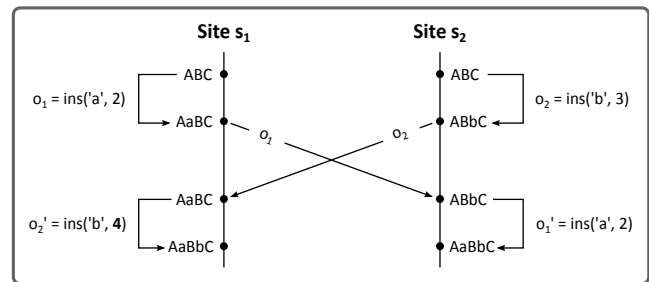 Site s₁ Site s₂
ABC ABC
o₁ = ins('a', 2) o₂ = ins('b', 3)
AaBC o₁ o₂ ABbC
AaBC ABbC
o₂' = ins('b', 4) o₁' = ins('a', 2)
AaBbC AaBbC